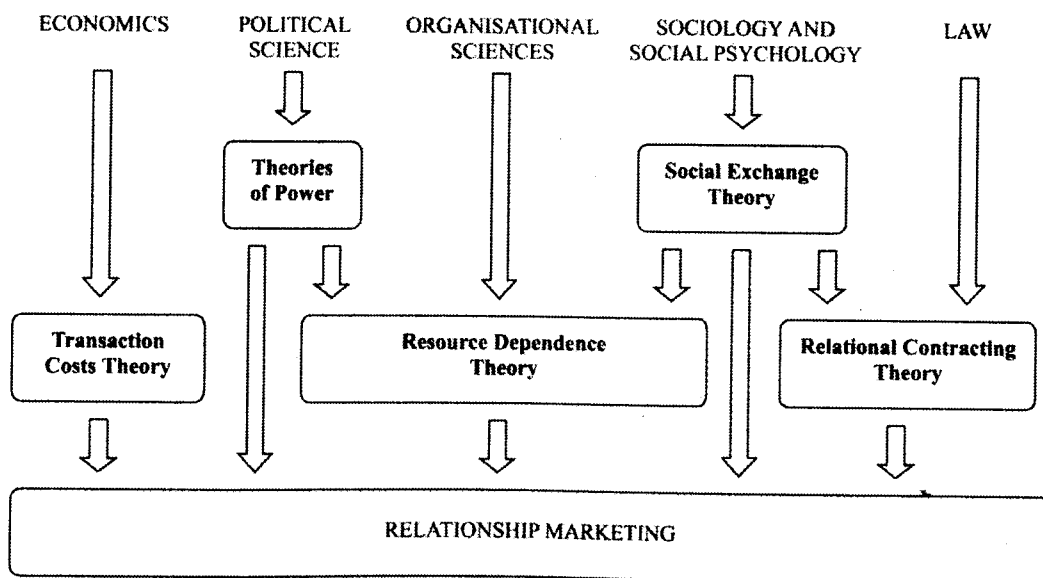 ECONOMICS
POLITICAL
SCIENCE
ORGANISATIONAL
SCIENCES
SOCIOLOGY AND
SOCIAL PSYCHOLOGY
LAW
Theories
of Power
Social Exchange
Theory
Transaction
Costs Theory
Resource Dependence
Theory
Relational Contracting
Theory
RELATIONSHIP MARKETING